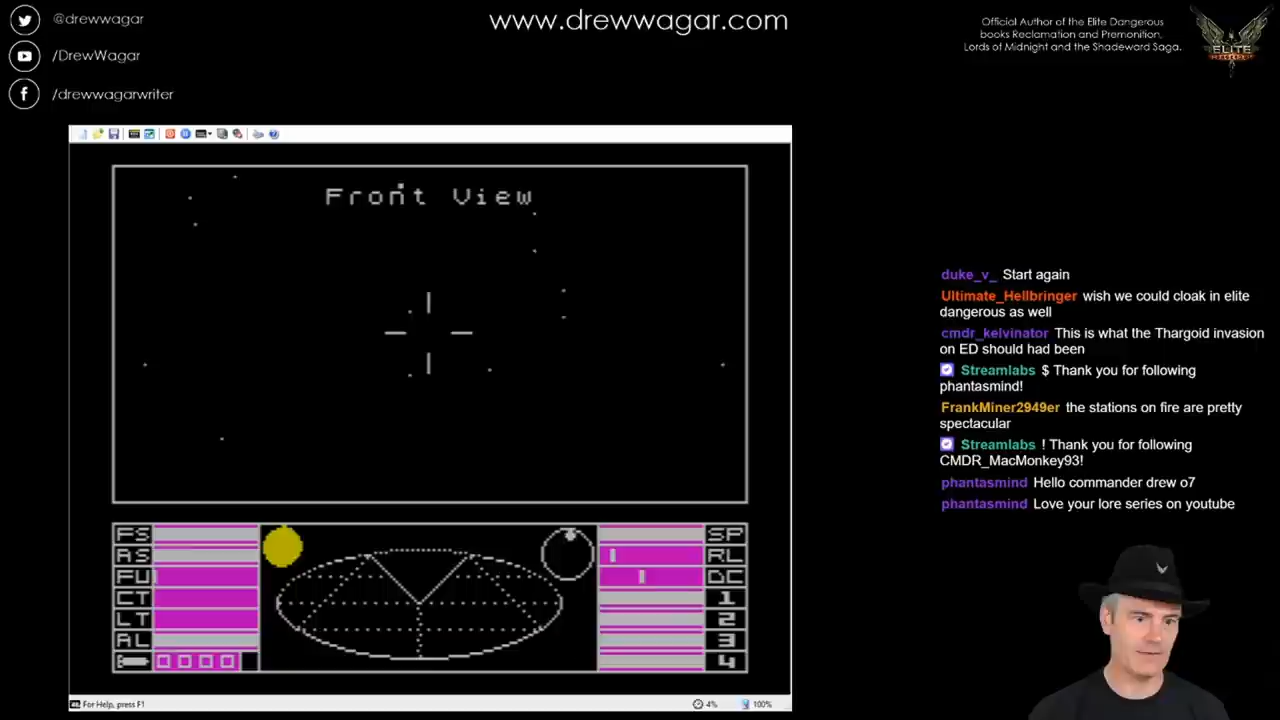 @drewwagar
/DrewWagar
/drewwagarwriter
www.drewwagar.com
Official Author of the Elite Dangerous
books Reclamation and Premonition,
Lords of Midnight and the Shadeward Saga.
ELITE
Front View
FS
AS
FU
CT
LT
AL
SP
RL
DC
1
2
3
4
For Help, press F1
4%
100%
duke_v_ Start again
Ultimate_Hellbringer wish we could cloak in elite
dangerous as well
cmdr_kelvinator This is what the Thargoid invasion
on ED should had been
Streamlabs $ Thank you for following
phantasmind!
FrankMiner2949er the stations on fire are pretty
spectacular
Streamlabs ! Thank you for following
CMDR_MacMonkey93!
phantasmind Hello commander drew o7
phantasmind Love your lore series on youtube